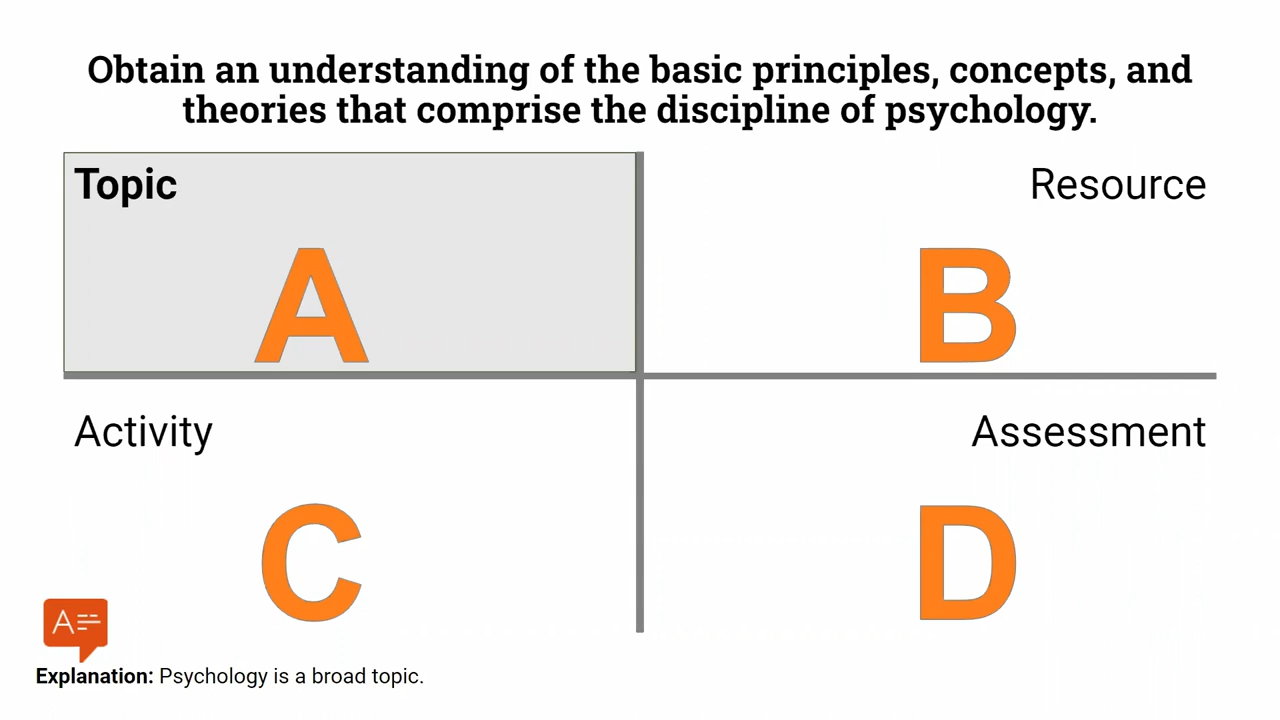 Obtain an understanding of the basic principles, concepts, and
theories that comprise the discipline of psychology.
Topic
A
Resource
B
Activity
C
Assessment
D
A
Explanation: Psychology is a broad topic.